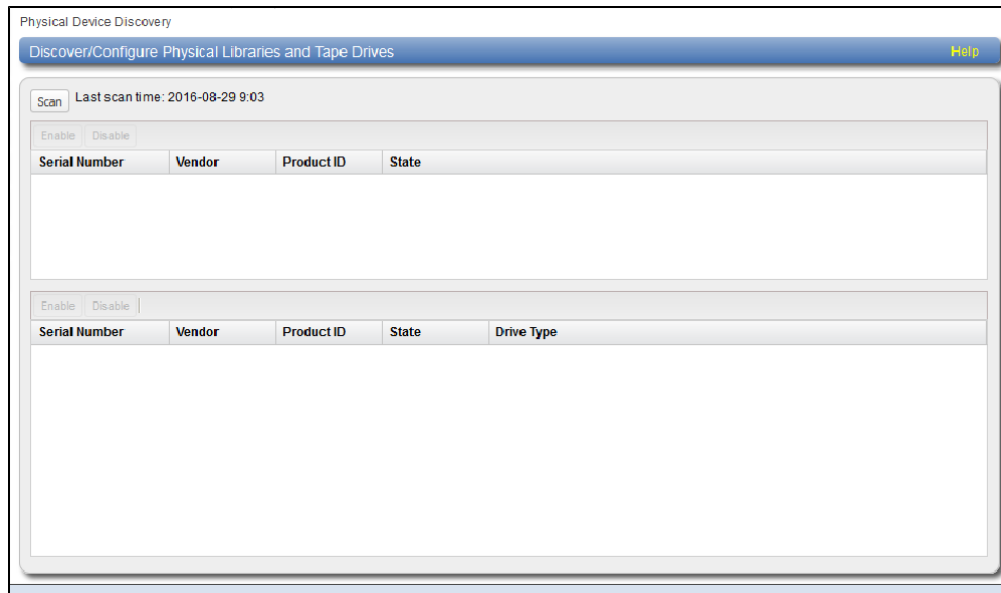 Physical Device Discovery
Discover/Configure Physical Libraries and Tape Drives Help
Scan Last scan time: 2016-08-29 9:03
Enable Disable
Serial Number Vendor Product ID State
Enable Disable
Serial Number Vendor Product ID State Drive Type